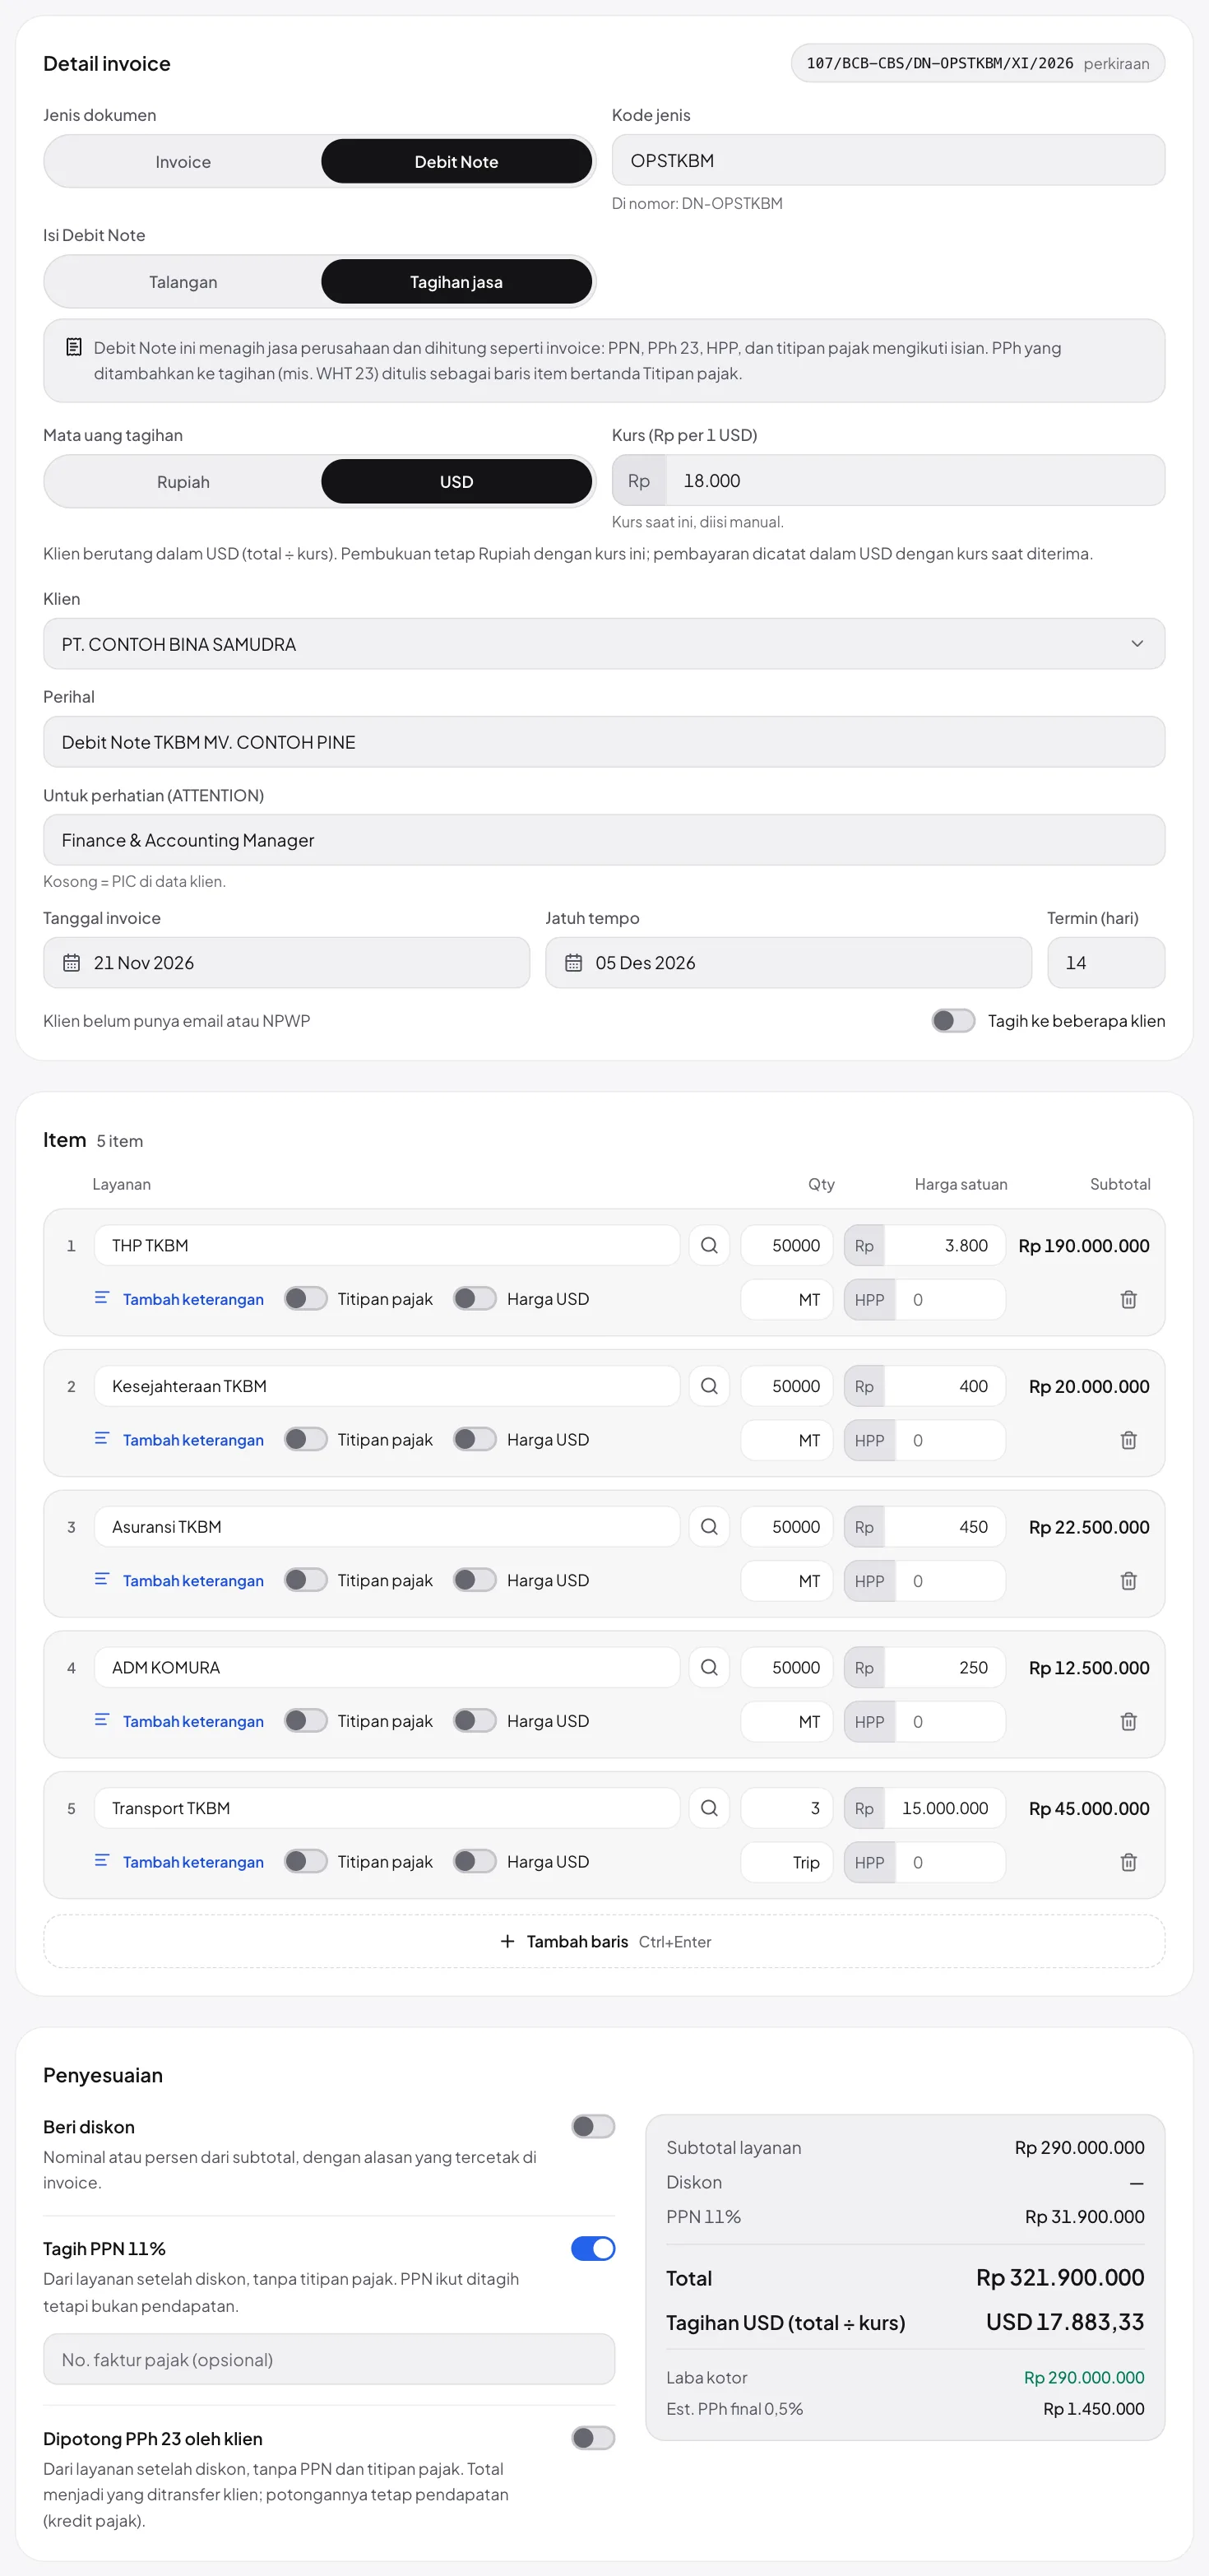 Detail invoice
107/BCB-CBS/DN-OPSTKBM/XI/2026 perkiraan
Jenis dokumen
Kode jenis
Invoice
Debit Note
OPSTKBM
Di nomor: DN-OPSTKBM
Isi Debit Note
Talangan
Tagihan jasa
Debit Note ini menagih jasa perusahaan dan dihitung seperti invoice: PPN, PPh 23, HPP, dan titipan pajak mengikuti isian. PPh yang
ditambahkan ke tagihan (mis. WHT 23) ditulis sebagai baris item bertanda Titipan pajak.
Mata uang tagihan
Kurs (Rp per 1 USD)
Rupiah
USD
Rp 18.000
Kurs saat ini, diisi manual.
Klien berutang dalam USD (total ÷ kurs). Pembukuan tetap Rupiah dengan kurs ini; pembayaran dicatat dalam USD dengan kurs saat diterima.
Klien
PT. CONTOH BINA SAMUDRA
Perihal
Debit Note TKBM MV. CONTOH PINE
Untuk perhatian (ATTENTION)
Finance & Accounting Manager
Kosong = PIC di data klien.
Tanggal invoice
Jatuh tempo
Termin (hari)
21 Nov 2026
05 Des 2026
14
Klien belum punya email atau NPWP
Tagih ke beberapa klien
Item 5 item
Layanan Qty Harga satuan Subtotal
1 THP TKBM 50000 Rp 3.800 Rp 190.000.000
Tambah keterangan Titipan pajak Harga USD MT HPP 0
2 Kesejahteraan TKBM 50000 Rp 400 Rp 20.000.000
Tambah keterangan Titipan pajak Harga USD MT HPP 0
3 Asuransi TKBM 50000 Rp 450 Rp 22.500.000
Tambah keterangan Titipan pajak Harga USD MT HPP 0
4 ADM KOMURA 50000 Rp 250 Rp 12.500.000
Tambah keterangan Titipan pajak Harga USD MT HPP 0
5 Transport TKBM 3 Rp 15.000.000 Rp 45.000.000
Tambah keterangan Titipan pajak Harga USD Trip HPP 0
+ Tambah baris Ctrl+Enter
Penyesuaian
Beri diskon
Nominal atau persen dari subtotal, dengan alasan yang tercetak di
invoice.
Tagih PPN 11%
Dari layanan setelah diskon, tanpa titipan pajak. PPN ikut ditagih
tetapi bukan pendapatan.
No. faktur pajak (opsional)
Dipotong PPh 23 oleh klien
Dari layanan setelah diskon, tanpa PPN dan titipan pajak. Total
menjadi yang ditransfer klien; potongannya tetap pendapatan
(kredit pajak).
Subtotal layanan Rp 290.000.000
Diskon —
PPN 11% Rp 31.900.000
Total Rp 321.900.000
Tagihan USD (total ÷ kurs) USD 17.883,33
Laba kotor Rp 290.000.000
Est. PPh final 0,5% Rp 1.450.000